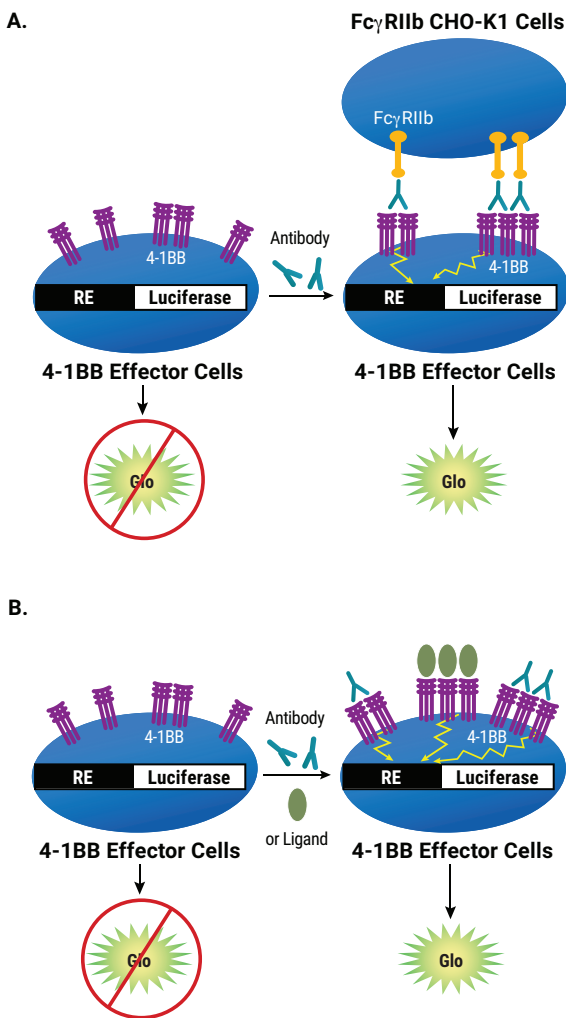 A.
FcγRIIb CHO-K1 Cells
FcγRIIb
4-1BB
Antibody
4-1BB
RE
Luciferase
RE
Luciferase
4-1BB Effector Cells
4-1BB Effector Cells
Glo
Glo
B.
Antibody
4-1BB
4-1BB
RE
Luciferase
RE
Luciferase
or Ligand
4-1BB Effector Cells
4-1BB Effector Cells
Glo
Glo